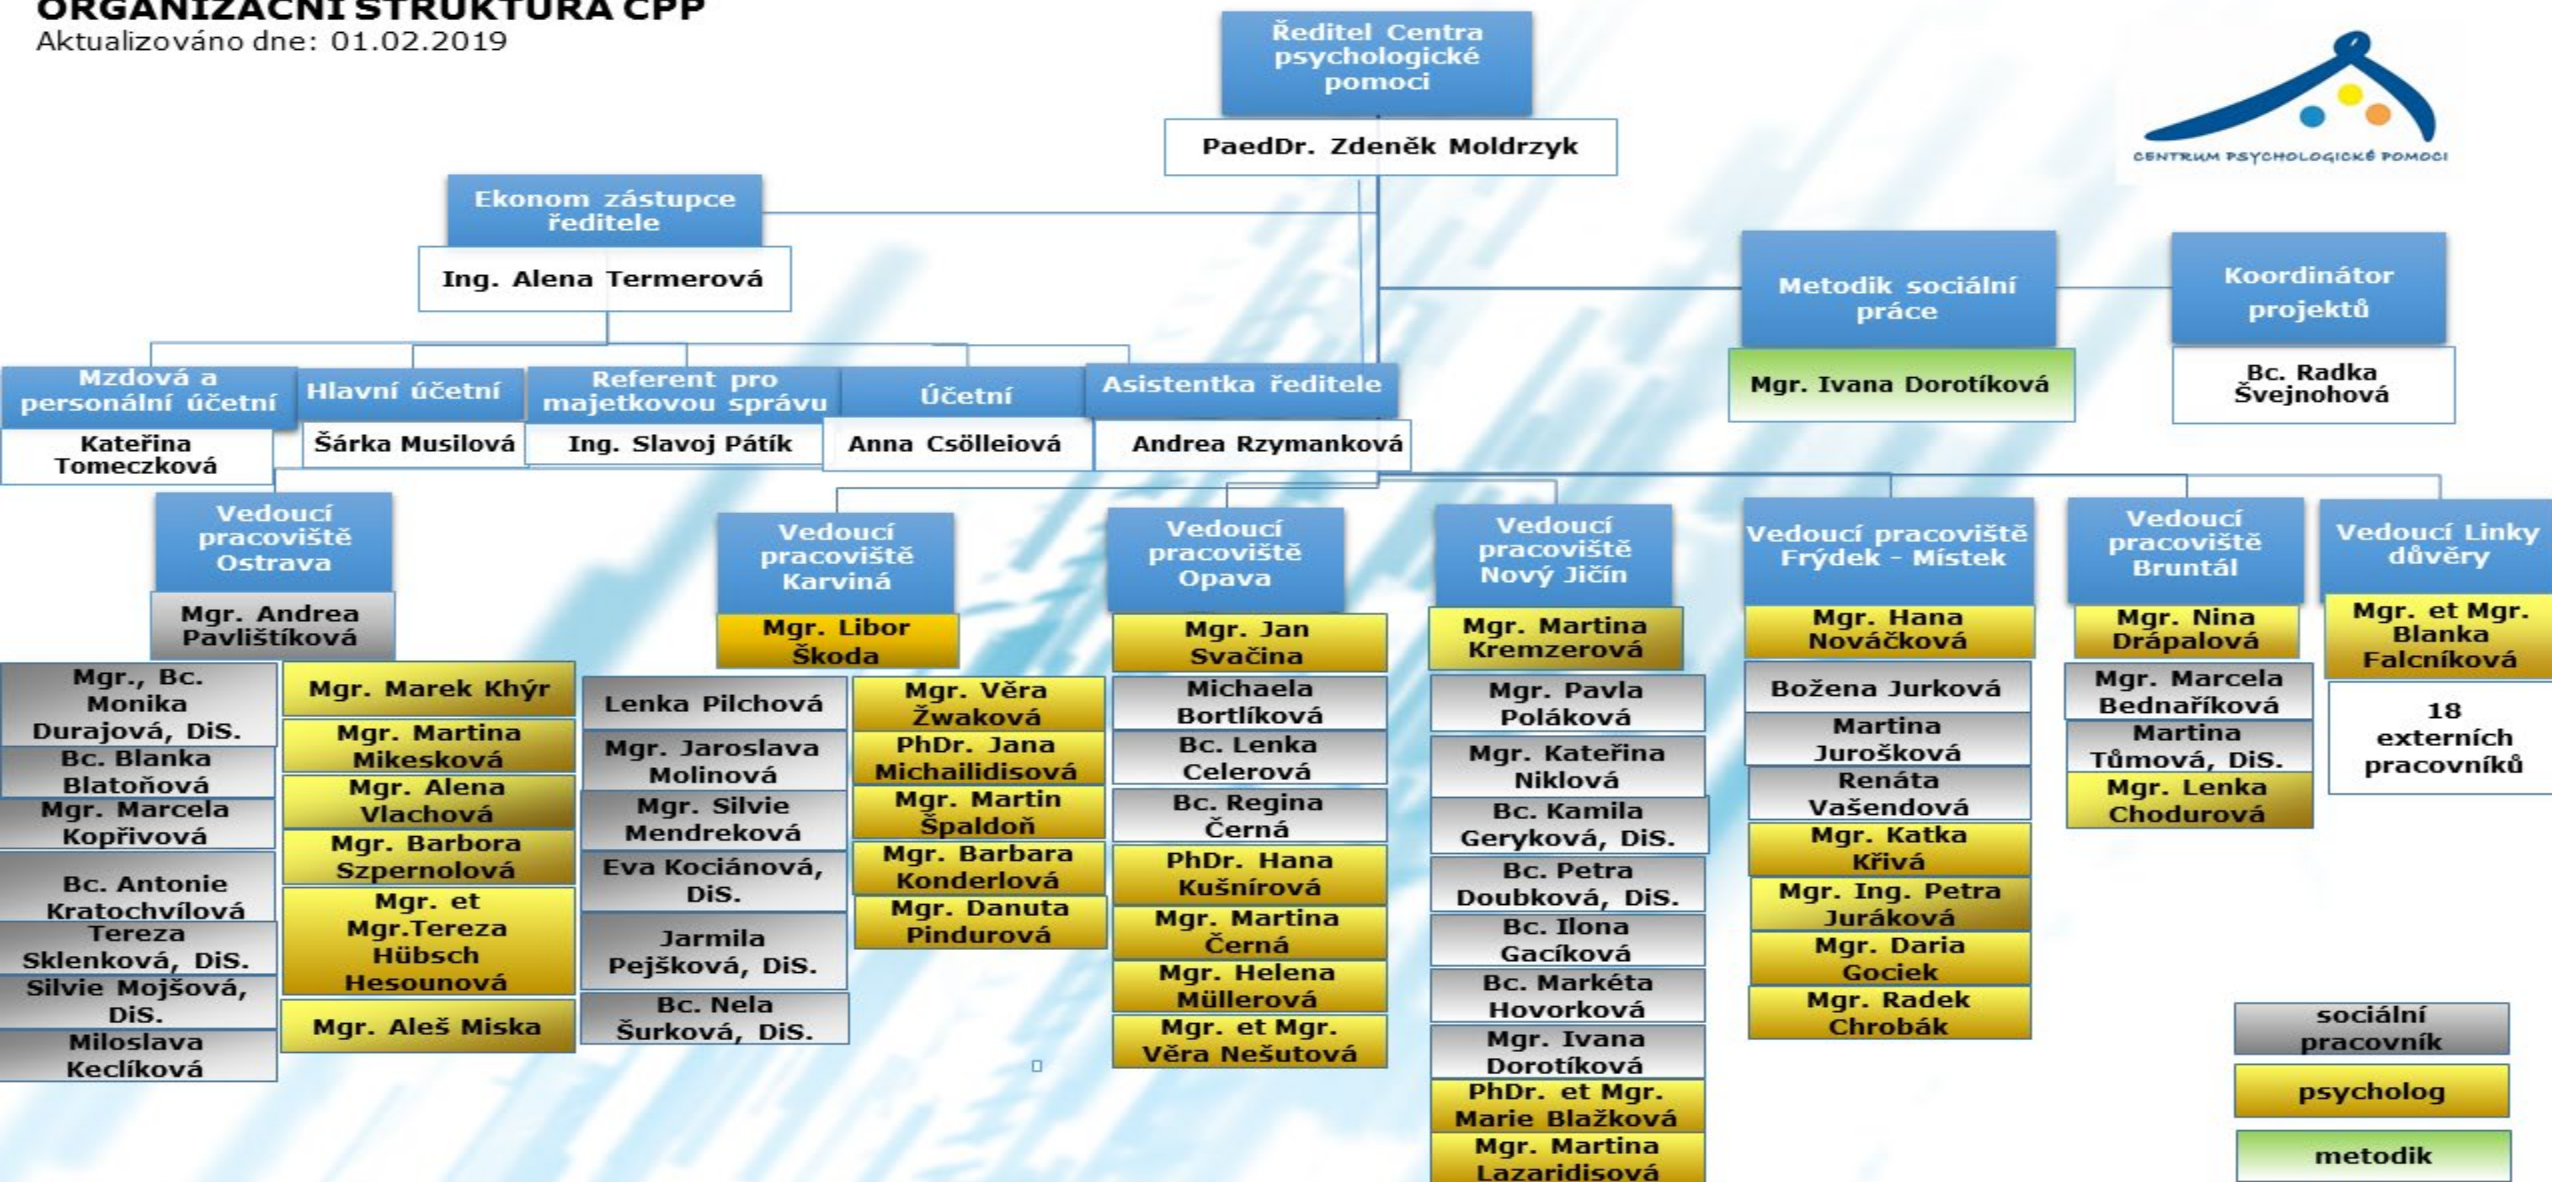 ORGANIZAČNÍ STRUKTURA CPP
Aktualizováno dne: 01.02.2019
Ředitel Centra
psychologické
pomoci
PaedDr. Zdeněk Moldrzyk
CENTRUM PSYCHOLOGICKÉ POMOCI
Ekonom zástupce
ředitele
Ing. Alena Termerová
Metodik sociální
práce
Mgr. Ivana Dorotíková
Koordinátor
projektů
Bc. Radka
Švejnohová
Mzdová a
personální účetní
Kateřina
Tomeczková
Hlavní účetní
Šárka Musilová
Referent pro
majetkovou správu
Ing. Slavoj Pátík
Účetní
Anna Csölleiová
Asistentka ředitele
Andrea Rzymanková
Vedoucí
pracoviště
Ostrava
Mgr. Andrea
Pavlištíková
Mgr., Bc.
Monika
Durajová, DiS.
Bc. Blanka
Blatoňová
Mgr. Marcela
Kopřivová
Bc. Antonie
Kratochvílová
Tereza
Sklenková, DiS.
Silvie Mojšová,
DiS.
Miloslava
Keclíková
Mgr. Marek Khýr
Mgr. Martina
Mikesková
Mgr. Alena
Vlachová
Mgr. Barbora
Szpernolová
Mgr. et
Mgr.Tereza
Hübsch
Hesounová
Mgr. Aleš Miska
Vedoucí
pracoviště
Karviná
Mgr. Libor
Škoda
Lenka Pilchová
Mgr. Jaroslava
Molinová
Mgr. Silvie
Mendreková
Eva Kociánová,
DiS.
Jarmila
Pejšková, DiS.
Bc. Nela
Šurková, DiS.
Mgr. Věra
Žwaková
PhDr. Jana
Michailidisová
Mgr. Martin
Špaldoň
Mgr. Barbara
Konderlová
Mgr. Danuta
Pindurová
Vedoucí
pracoviště
Opava
Mgr. Jan
Svačina
Michaela
Bortlíková
Bc. Lenka
Celerová
Bc. Regina
Černá
PhDr. Hana
Kušnírová
Mgr. Martina
Černá
Mgr. Helena
Müllerová
Mgr. et Mgr.
Věra Nešutová
Vedoucí
pracoviště
Nový Jičín
Mgr. Martina
Kremzerová
Mgr. Pavla
Poláková
Mgr. Kateřina
Niklová
Bc. Kamila
Geryková, DiS.
Bc. Petra
Doubková, DiS.
Bc. Ilona
Gacíková
Bc. Markéta
Hovorková
Mgr. Ivana
Dorotíková
PhDr. et Mgr.
Marie Blažková
Mgr. Martina
Lazaridisová
Vedoucí pracoviště
Frýdek - Místek
Mgr. Hana
Nováčková
Božena Jurková
Martina
Jurošková
Renáta
Vašendová
Mgr. Katka
Křivá
Mgr. Ing. Petra
Juráková
Mgr. Daria
Gociek
Mgr. Radek
Chrobák
Vedoucí
pracoviště
Bruntál
Mgr. Nina
Drápalová
Mgr. Marcela
Bednaříková
Martina
Tůmová, DiS.
Mgr. Lenka
Chodurová
Vedoucí Linky
důvěry
Mgr. et Mgr.
Blanka
Falcníková
18
externích
pracovníků
sociální
pracovník
psycholog
metodik